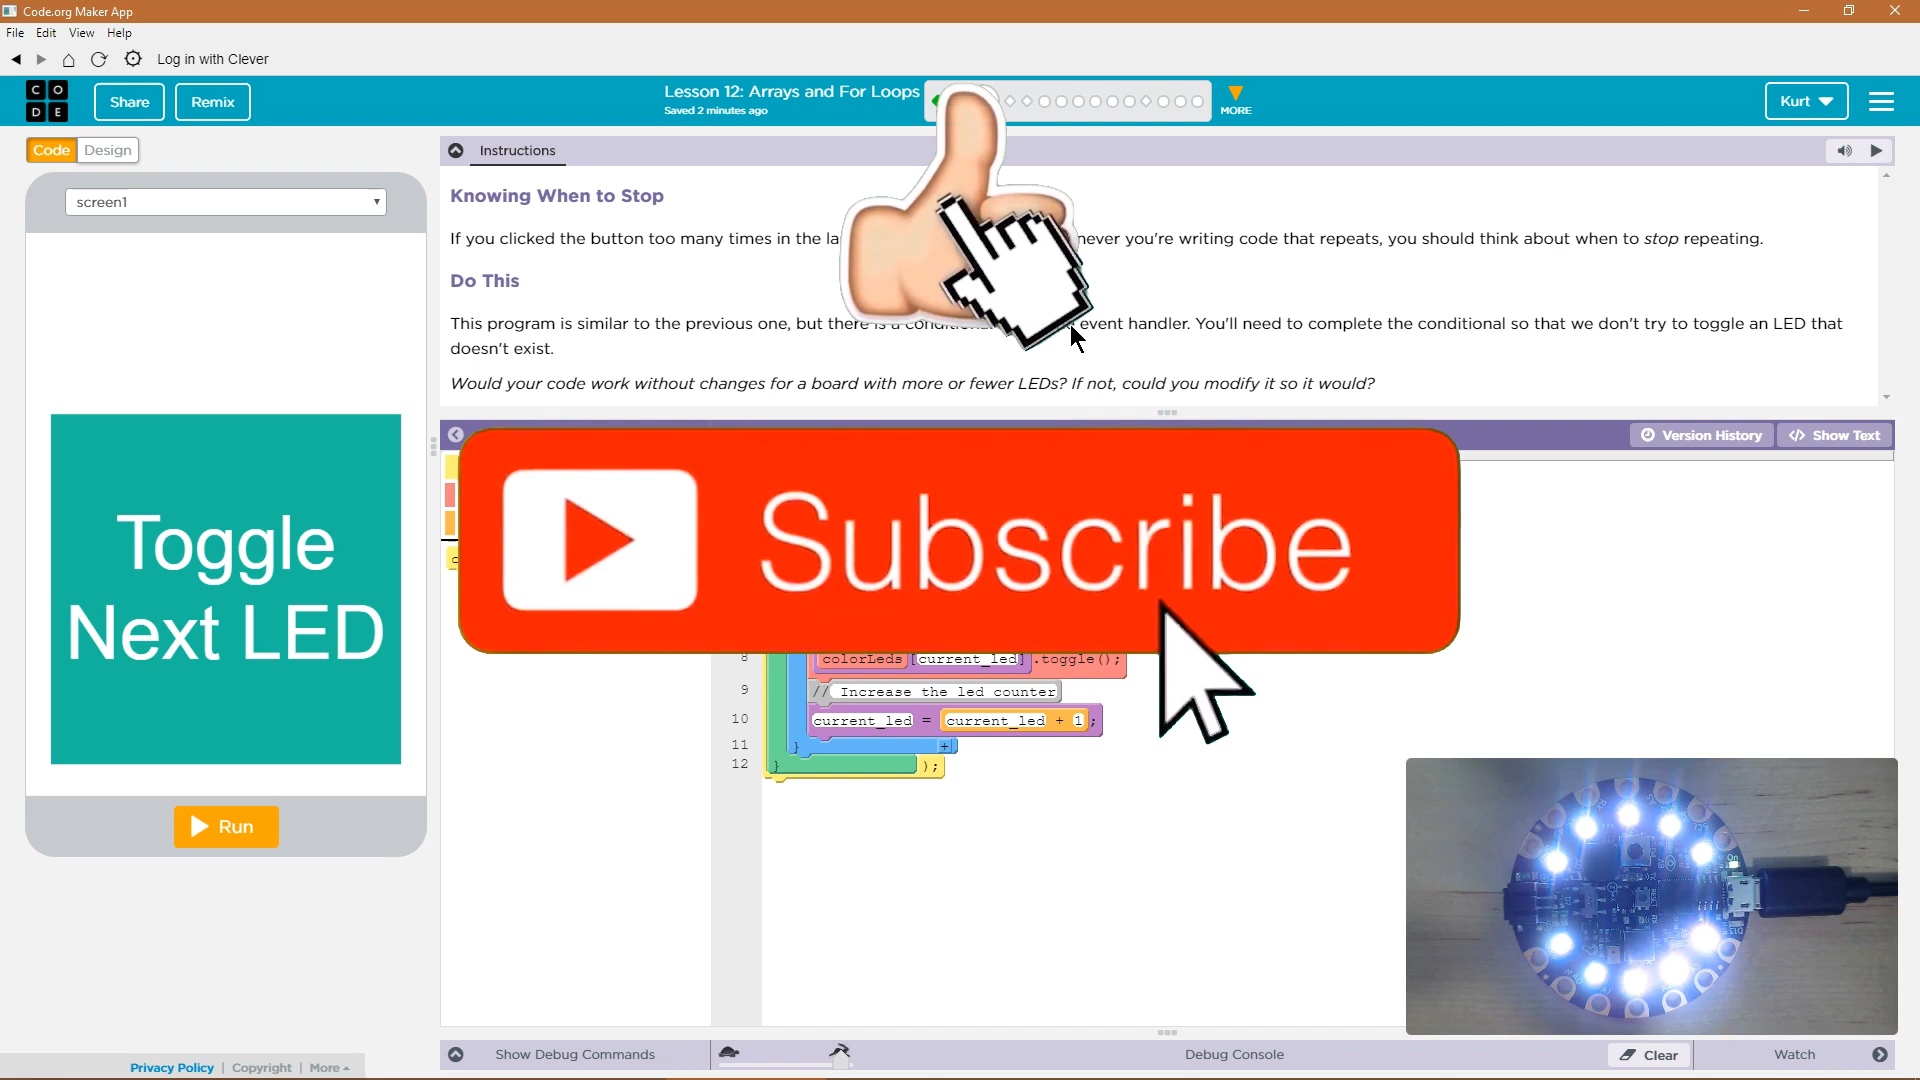 Code.org Maker App
File Edit View Help
Log in with Clever
CODE
Share
Remix
Lesson 12: Arrays and For Loops
Saved 2 minutes ago
MORE
Kurt
Code
Design
Instructions
screen1
Knowing When to Stop
If you clicked the button too many times in the la
never you're writing code that repeats, you should think about when to stop repeating.
Do This
This program is similar to the previous one, but there is a
event handler. You'll need to complete the conditional so that we don't try to toggle an LED that
doesn't exist.
Would your code work without changes for a board with more or fewer LEDs? If not, could you modify it so it would?
Version History
Show Text
Subscribe
Toggle
Next LED
8 colorLeds[current_led].toggle();
9 // Increase the led counter
10 current_led = current_led + 1;
11 } +
12 } );
Run
On
Show Debug Commands
Debug Console
Clear
Watch
Privacy Policy | Copyright | More